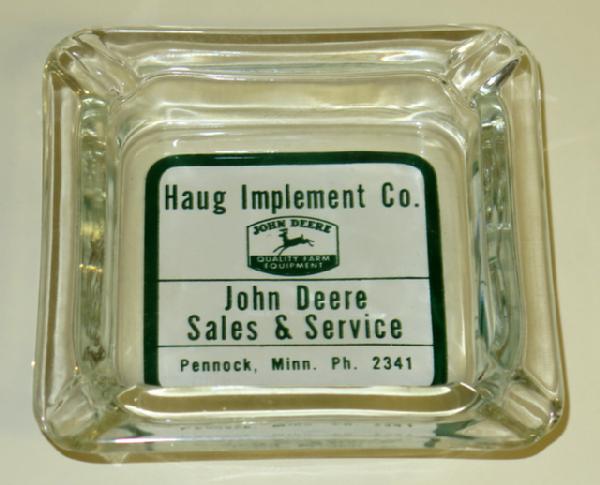 Haug Implement Co.
JOHN DEERE
QUALITY FARM
EQUIPMENT
John Deere
Sales & Service
Pennock, Minn. Ph. 2341